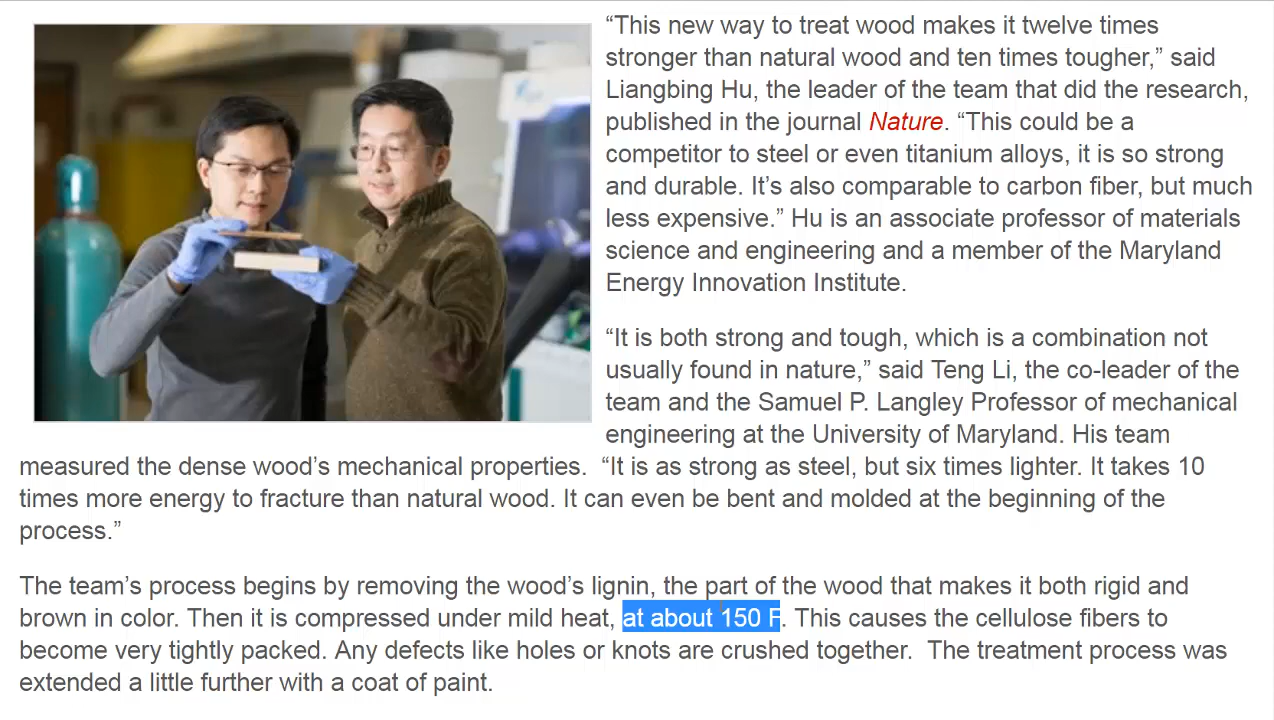 “This new way to treat wood makes it twelve times
stronger than natural wood and ten times tougher,” said
Liangbing Hu, the leader of the team that did the research,
published in the journal Nature. “This could be a
competitor to steel or even titanium alloys, it is so strong
and durable. It’s also comparable to carbon fiber, but much
less expensive.” Hu is an associate professor of materials
science and engineering and a member of the Maryland
Energy Innovation Institute.
“It is both strong and tough, which is a combination not
usually found in nature,” said Teng Li, the co-leader of the
team and the Samuel P. Langley Professor of mechanical
engineering at the University of Maryland. His team
measured the dense wood’s mechanical properties.  “It is as strong as steel, but six times lighter. It takes 10
times more energy to fracture than natural wood. It can even be bent and molded at the beginning of the
process.”
The team’s process begins by removing the wood’s lignin, the part of the wood that makes it both rigid and
brown in color. Then it is compressed under mild heat, at about 150 F. This causes the cellulose fibers to
become very tightly packed. Any defects like holes or knots are crushed together.  The treatment process was
extended a little further with a coat of paint.